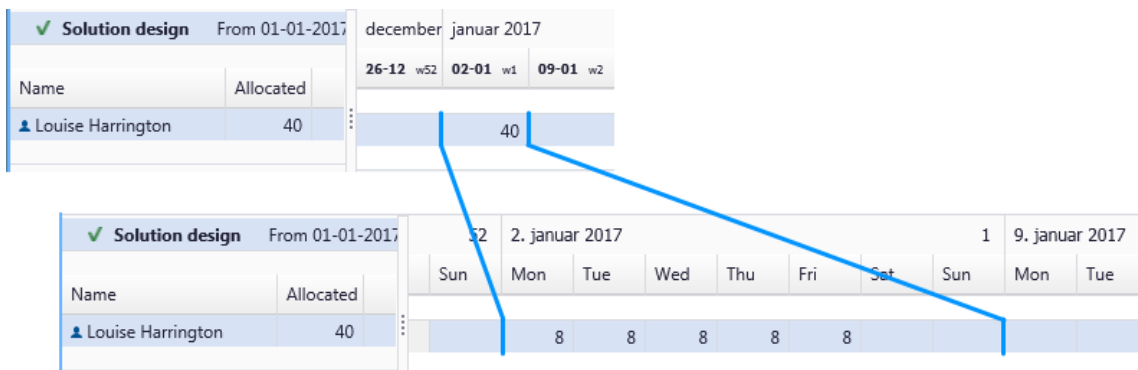 Solution design From 01-01-2017 december januar 2017
26-12 w52 02-01 w1 09-01 w2
Name Allocated
Louise Harrington 40 40
Solution design From 01-01-2017 52 2. januar 2017 1 9. januar 2017
Sun Mon Tue Wed Thu Fri Sat Sun Mon Tue
Name Allocated
Louise Harrington 40 8 8 8 8 8